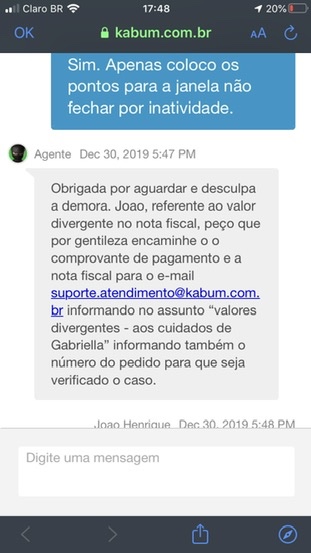 Claro BR 17:48 20%
OK kabum.com.br AA
Sim. Apenas coloco os
pontos para a janela não
fechar por inatividade.
Agente Dec 30, 2019 5:47 PM
Obrigada por aguardar e desculpa
a demora. Joao, referente ao valor
divergente no nota fiscal, peço que
por gentileza encaminhe o o
comprovante de pagamento e a
nota fiscal para o e-mail
suporte.atendimento@kabum.com.
br informando no assunto “valores
divergentes - aos cuidados de
Gabriella” informando também o
número do pedido para que seja
verificado o caso.
Joao Henrique Dec 30, 2019 5:48 PM
Digite uma mensagem